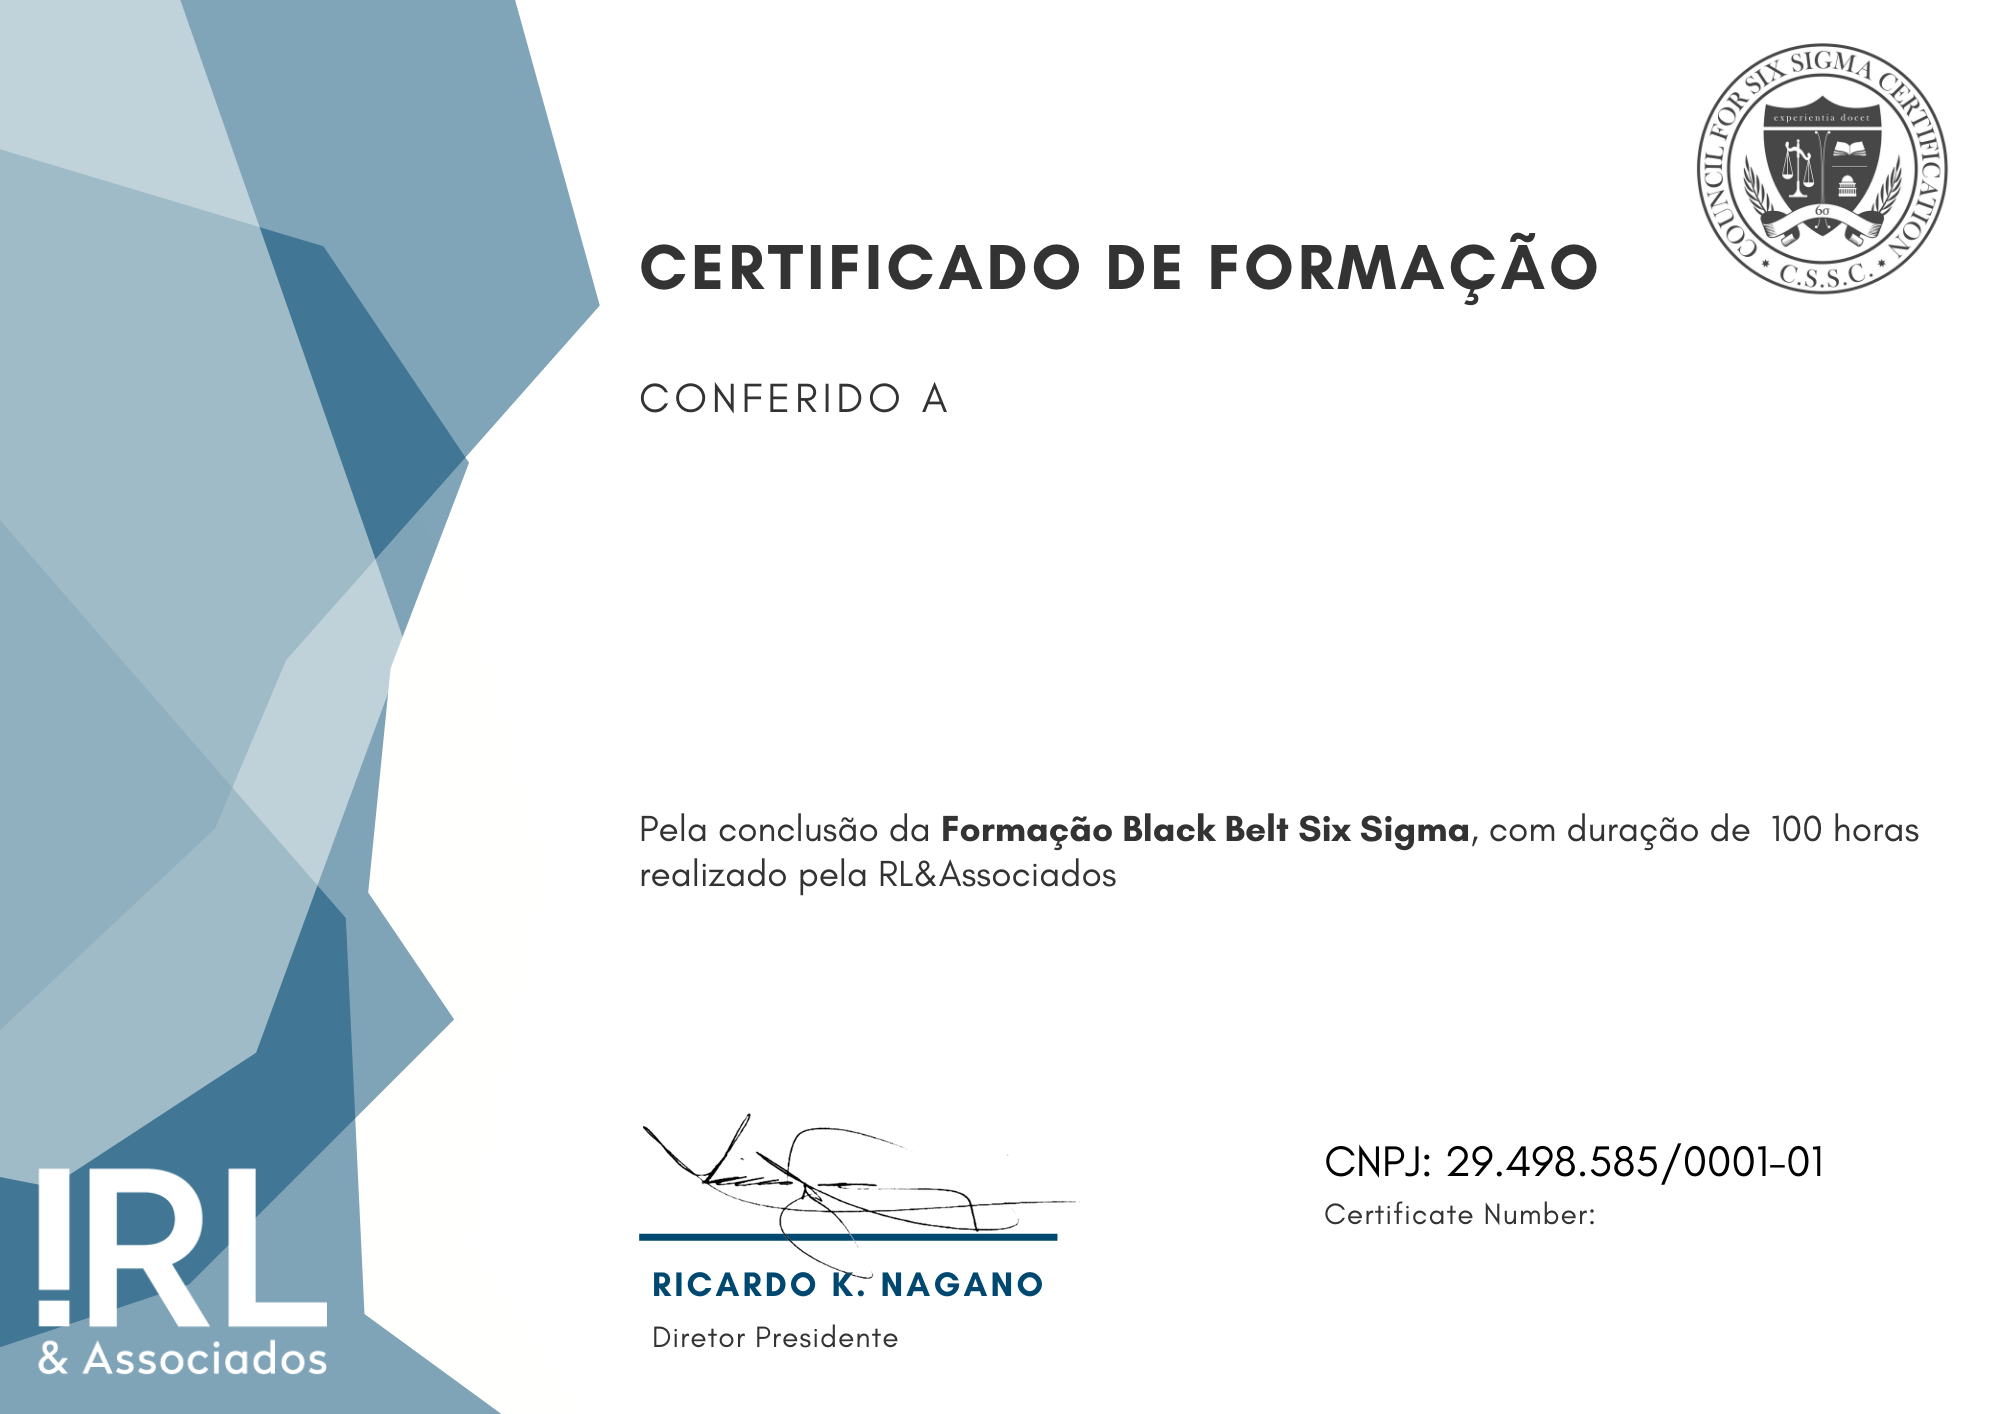 COUNCIL FOR SIX SIGMA CERTIFICATION
experientia docet
6σ
* C.S.S.C. *
CERTIFICADO DE FORMAÇÃO
CONFERIDO A
Pela conclusão da Formação Black Belt Six Sigma, com duração de 100 horas
realizado pela RL&Associados
CNPJ: 29.498.585/0001-01
Certificate Number:
RICARDO K. NAGANO
Diretor Presidente
!RL
& Associados